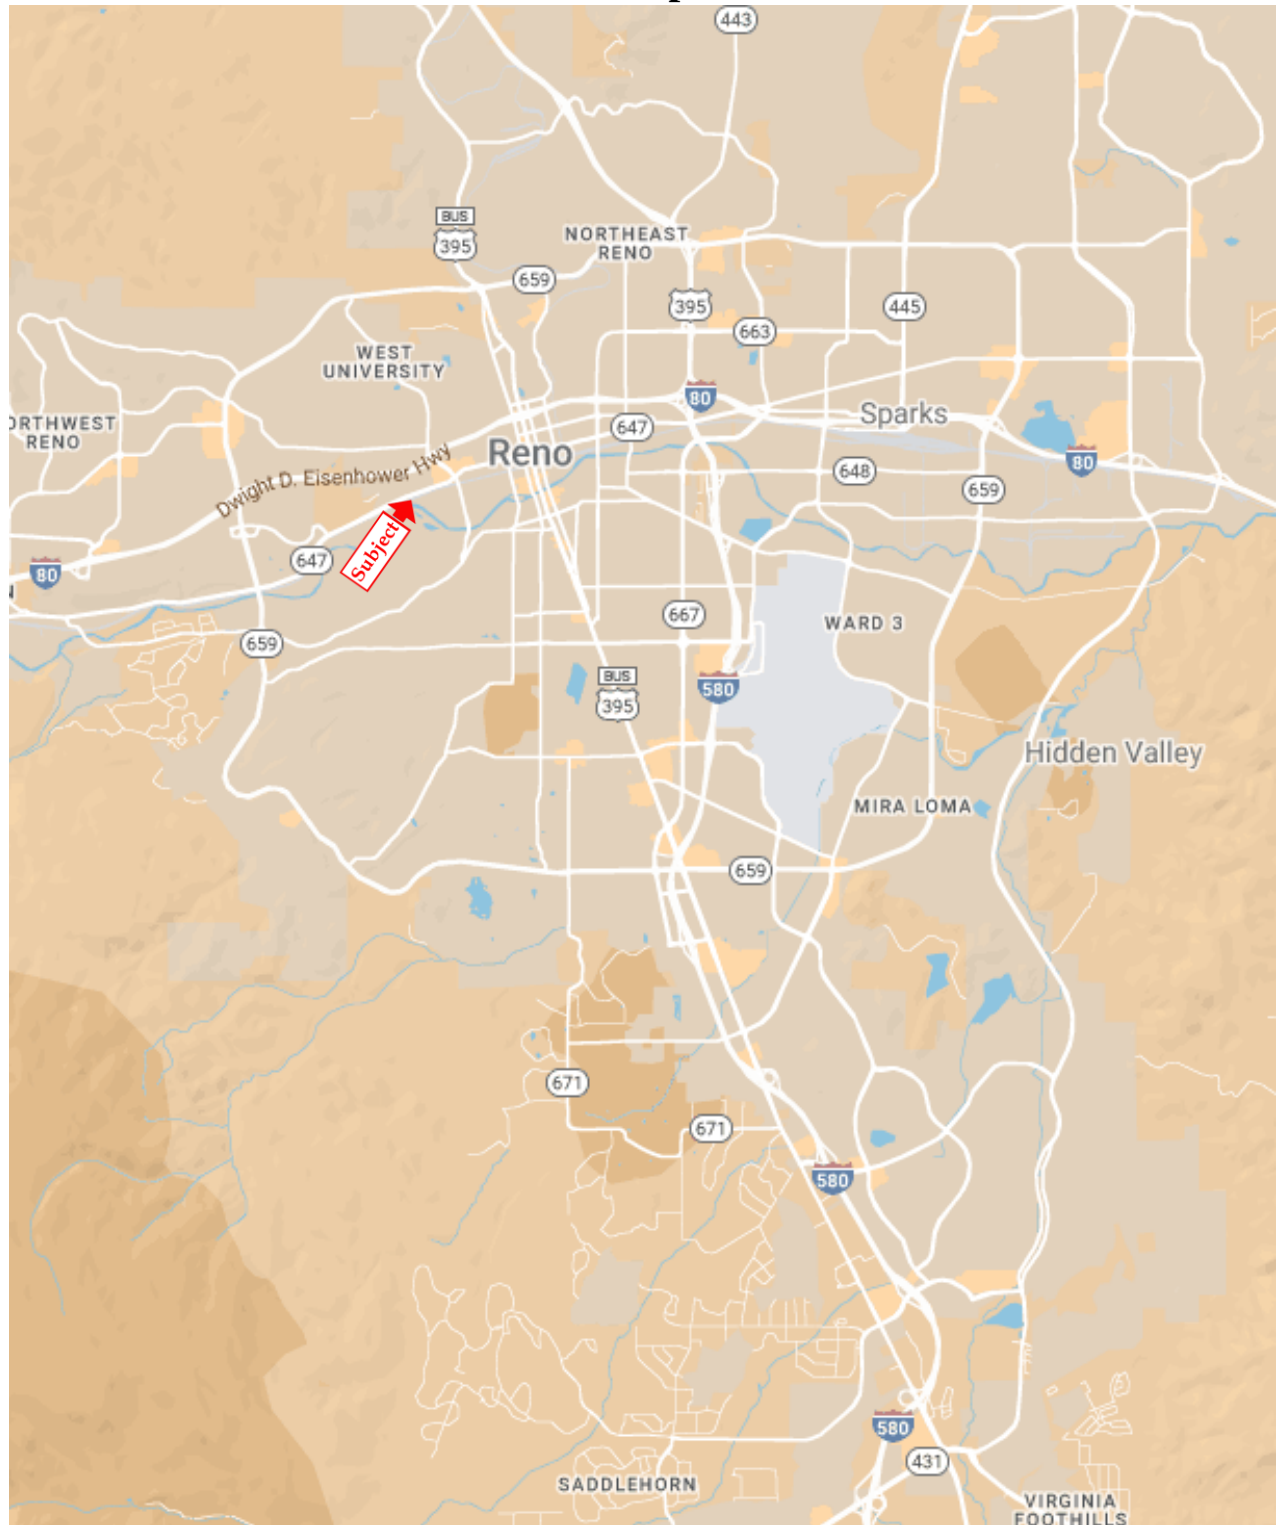 443
BUS
395
NORTHEAST
RENO
659
395
445
663
WEST
UNIVERSITY
80
ORTHWEST
RENO
647
Sparks
Reno
Dwight D. Eisenhower Hwy
648
80
659
Subject
647
80
N
667
WARD 3
659
BUS
395
580
Hidden Valley
MIRA LOMA
659
671
671
580
580
431
SADDLEHORN
VIRGINIA
FOOTHILLS